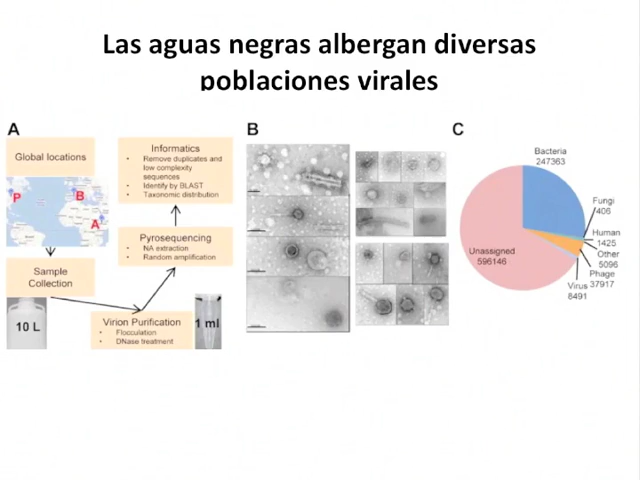 Las aguas negras albergan diversas
poblaciones virales
A
Global locations
P
B
A
Sample
Collection
10 L
Virion Purification
• Flocculation
• DNase treatment
1 ml
Pyrosequencing
• NA extraction
• Random amplification
Informatics
• Remove duplicates and
low complexity
sequences
• Identify by BLAST
• Taxonomic distribution
B
C
Bacteria
247363
Fungi
406
Human
1425
Other
5096
Phage
37917
Virus
8491
Unassigned
596146